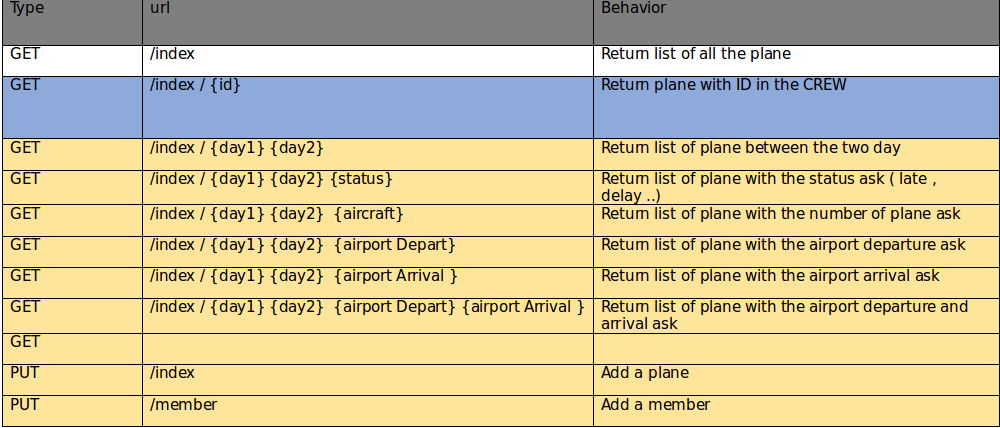 Type url Behavior
GET /index Return list of all the plane
GET /index / {id} Return plane with ID in the CREW
GET /index / {day1} {day2} Return list of plane between the two day
GET /index / {day1} {day2} {status} Return list of plane with the status ask ( late ,
delay ..)
GET /index / {day1} {day2}  {aircraft} Return list of plane with the number of plane ask
GET /index / {day1} {day2}  {airport Depart} Return list of plane with the airport departure ask
GET /index / {day1} {day2}  {airport Arrival } Return list of plane with the airport arrival ask
GET /index / {day1} {day2}  {airport Depart} {airport Arrival } Return list of plane with the airport departure and
arrival ask
GET
PUT /index Add a plane
PUT /member Add a member